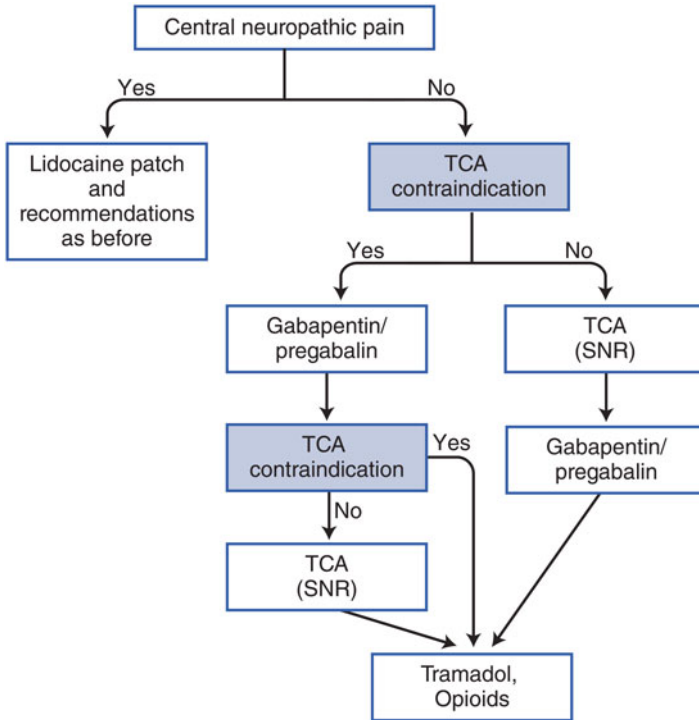 Central neuropathic pain
Yes
No
Lidocaine patch
and
recommendations
as before
TCA
contraindication
Yes
No
Gabapentin/
pregabalin
TCA
(SNR)
TCA
contraindication
Yes
Gabapentin/
pregabalin
No
TCA
(SNR)
Tramadol,
Opioids